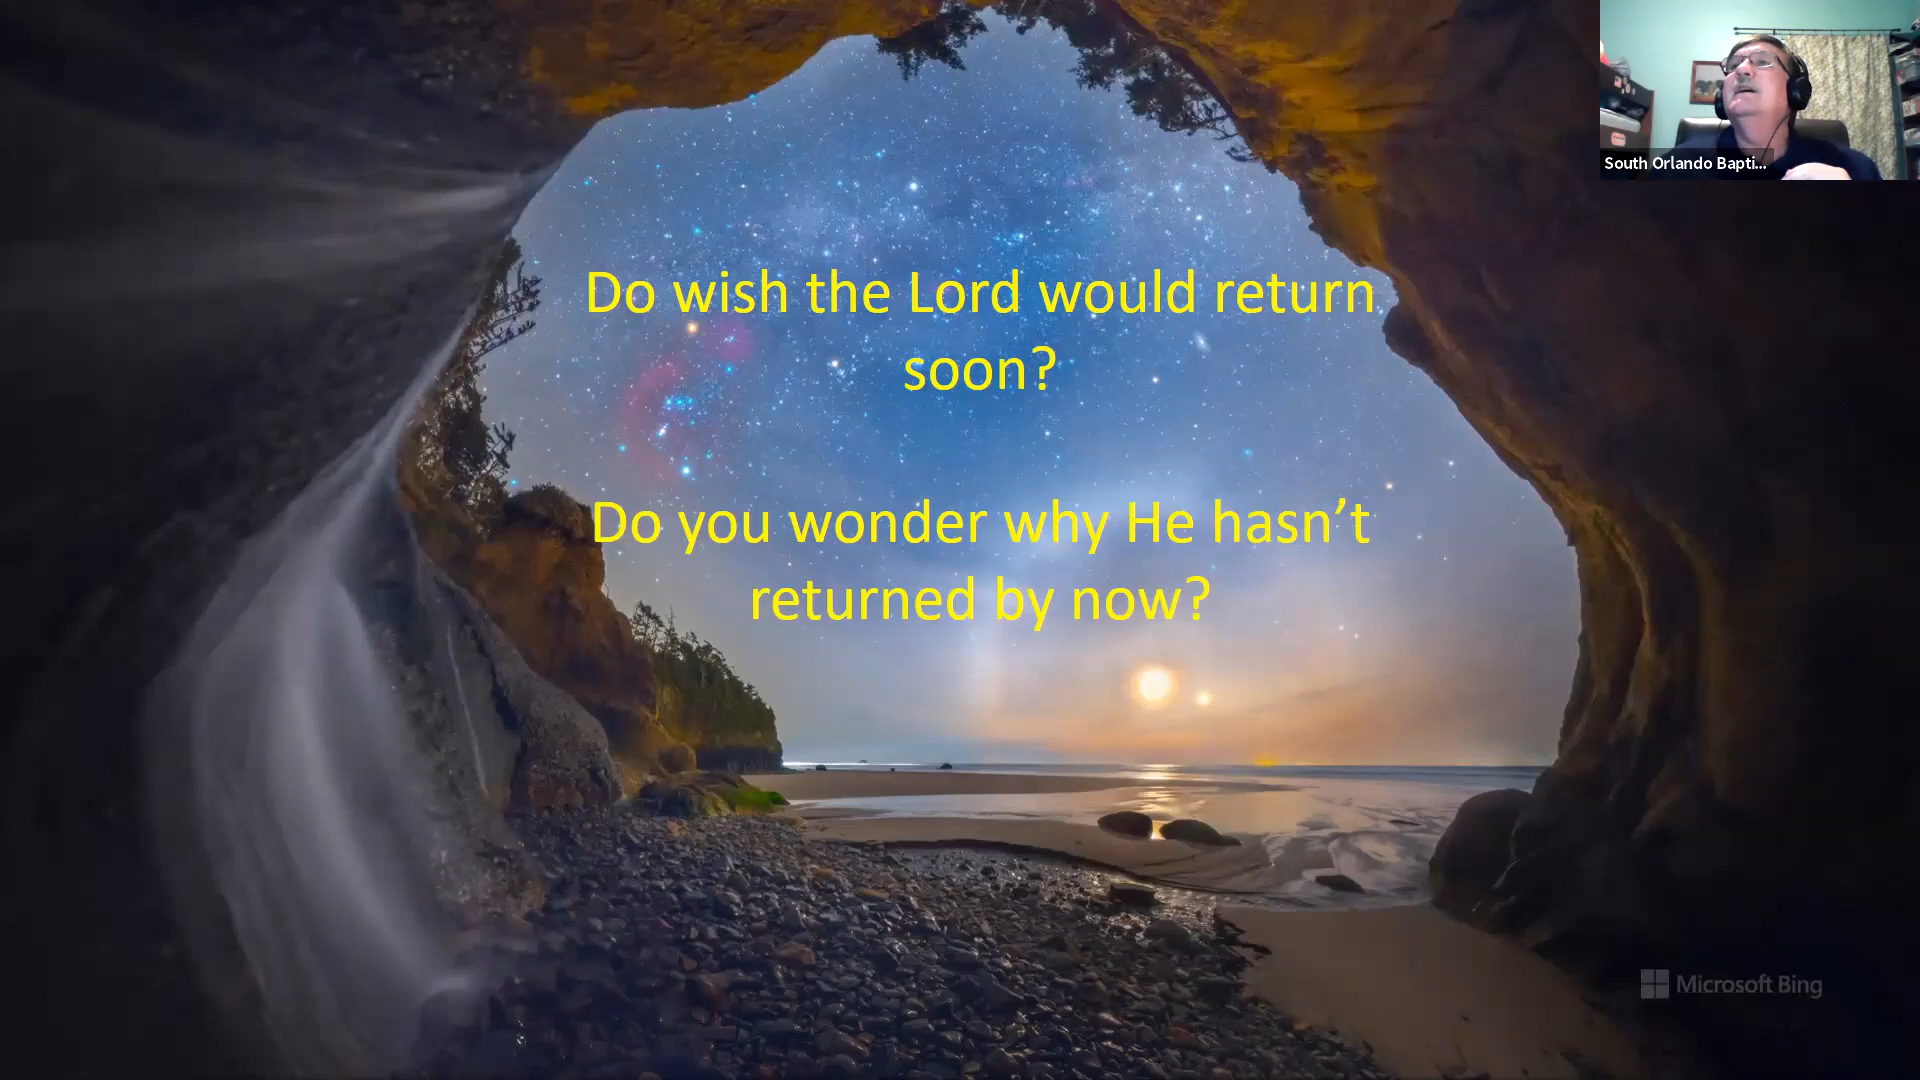 South Orlando Bapti...
Do wish the Lord would return
soon?
Do you wonder why He hasn’t
returned by now?
Microsoft Bing